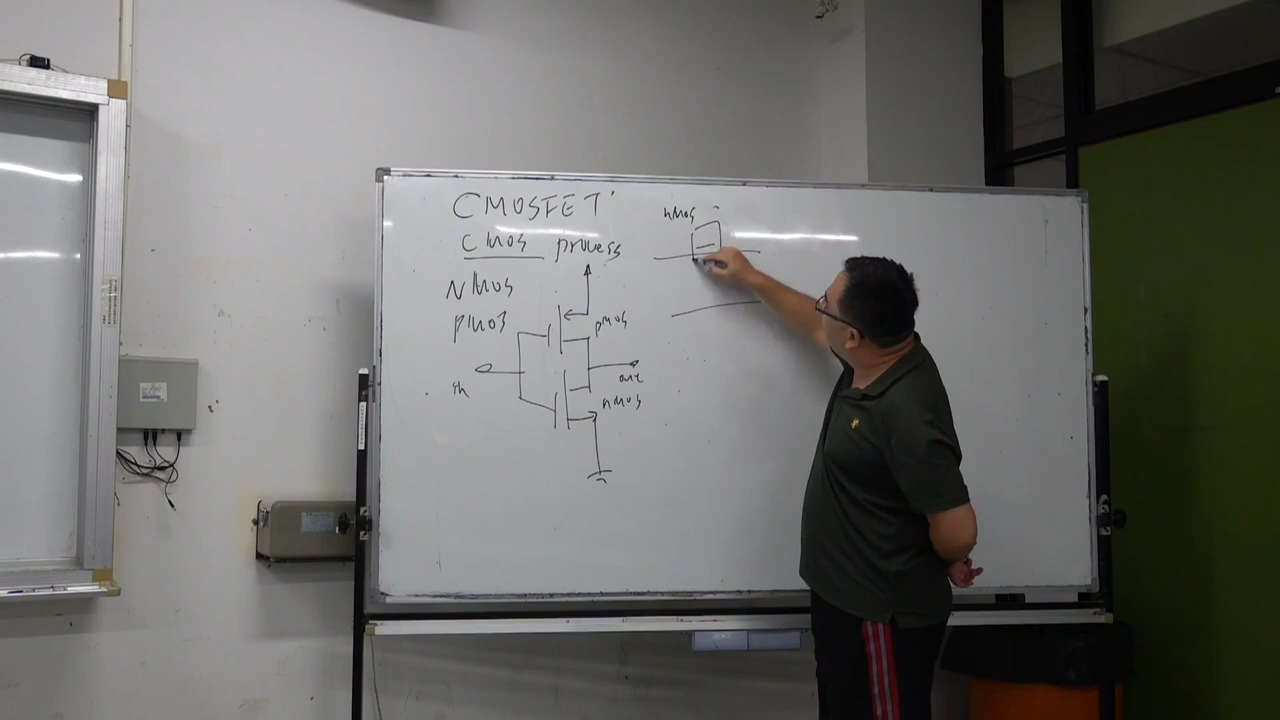 CMOSFET
CMOS process
NMOS
PMOS
pMOS
in
out
nMOS
nMOS